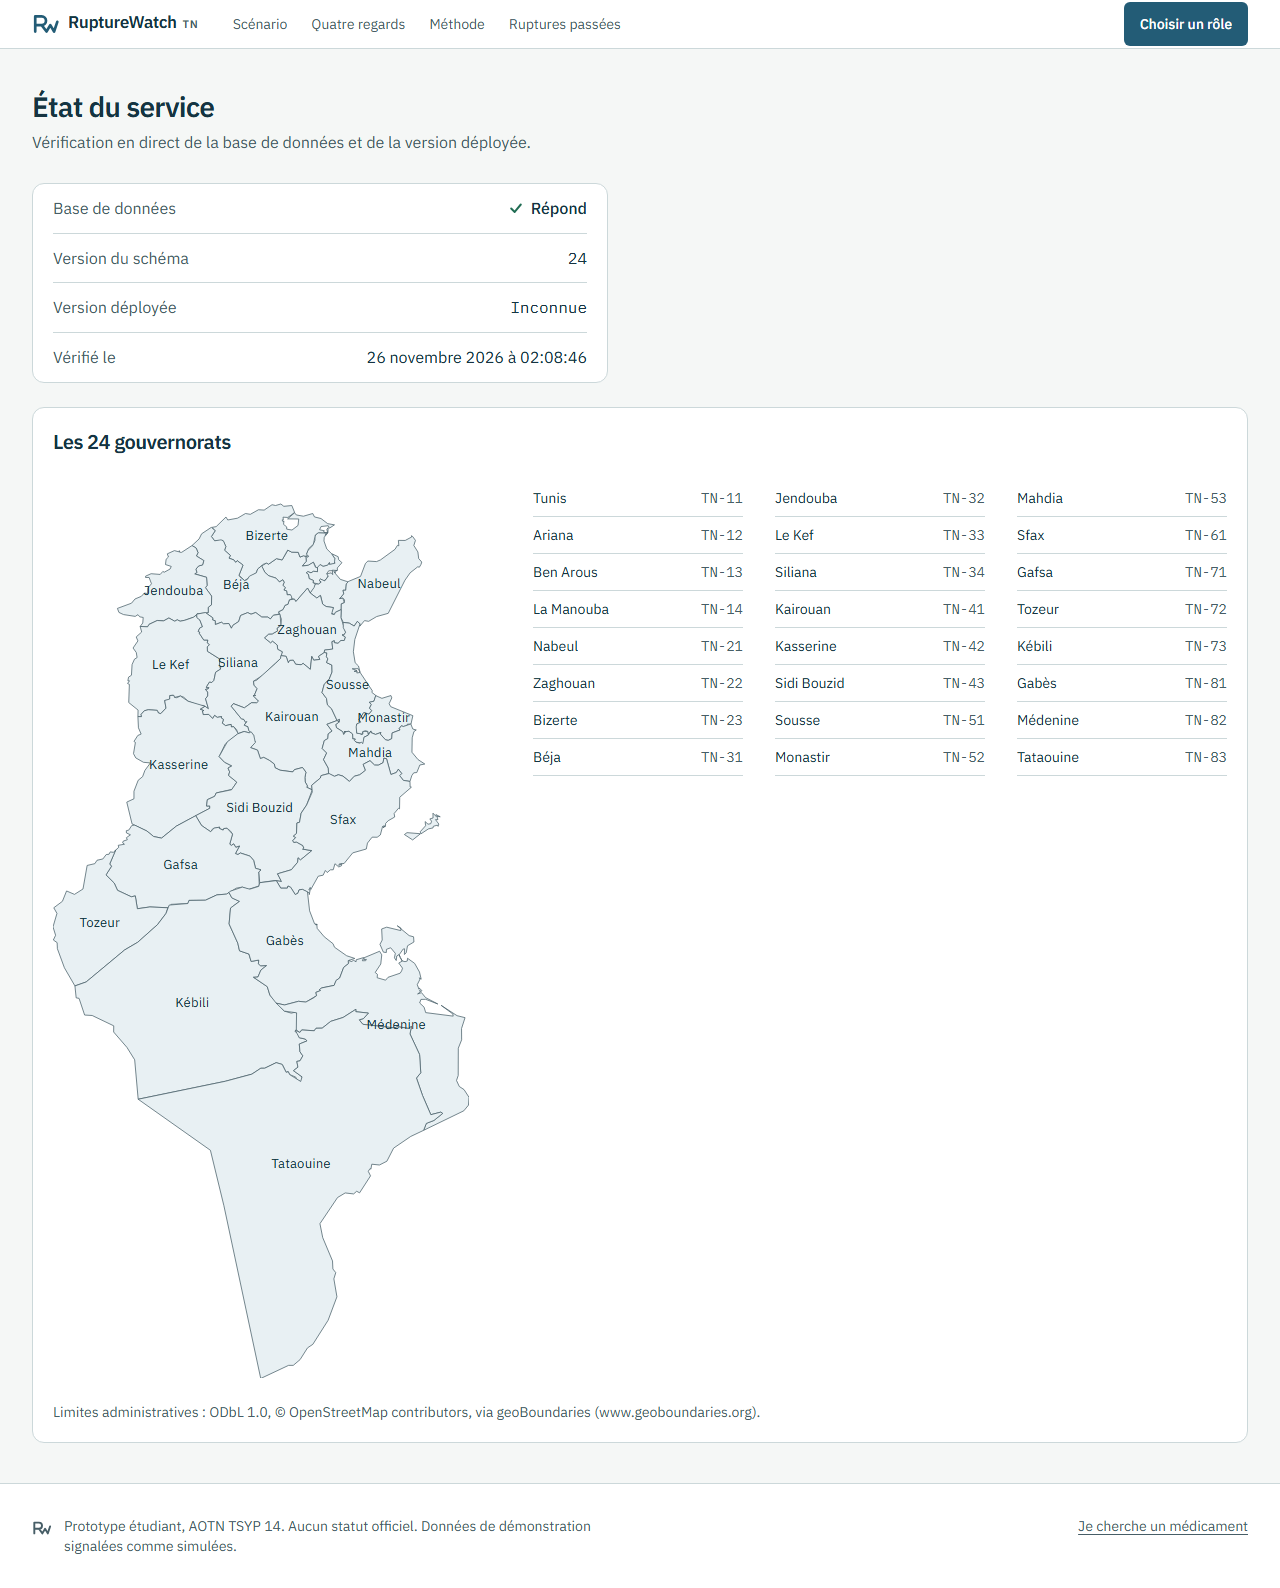 RuptureWatch TN
Scénario
Quatre regards
Méthode
Ruptures passées
Choisir un rôle
État du service
Vérification en direct de la base de données et de la version déployée.
Base de données
Répond
Version du schéma
24
Version déployée
Inconnue
Vérifié le
26 novembre 2026 à 02:08:46
Les 24 gouvernorats
Bizerte
Jendouba
Béja
Nabeul
Zaghouan
Le Kef
Siliana
Sousse
Kairouan
Monastir
Mahdia
Kasserine
Sidi Bouzid
Sfax
Gafsa
Tozeur
Gabès
Kébili
Médenine
Tataouine
Tunis TN-11
Ariana TN-12
Ben Arous TN-13
La Manouba TN-14
Nabeul TN-21
Zaghouan TN-22
Bizerte TN-23
Béja TN-31
Jendouba TN-32
Le Kef TN-33
Siliana TN-34
Kairouan TN-41
Kasserine TN-42
Sidi Bouzid TN-43
Sousse TN-51
Monastir TN-52
Mahdia TN-53
Sfax TN-61
Gafsa TN-71
Tozeur TN-72
Kébili TN-73
Gabès TN-81
Médenine TN-82
Tataouine TN-83
Limites administratives : ODbL 1.0, © OpenStreetMap contributors, via geoBoundaries (www.geoboundaries.org).
Prototype étudiant, AOTN TSYP 14. Aucun statut officiel. Données de démonstration
signalées comme simulées.
Je cherche un médicament